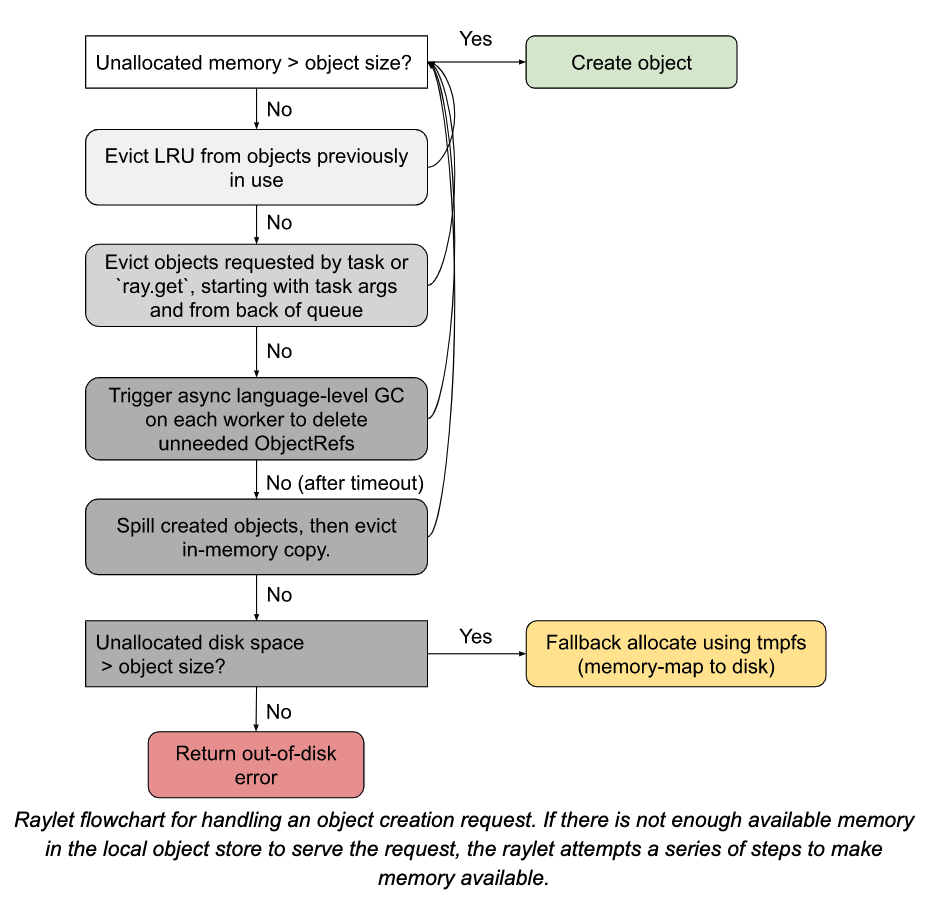 Unallocated memory > object size?
Yes
Create object
No
Evict LRU from objects previously
in use
No
Evict objects requested by task or
`ray.get`, starting with task args
and from back of queue
No
Trigger async language-level GC
on each worker to delete
unneeded ObjectRefs
No (after timeout)
Spill created objects, then evict
in-memory copy.
No
Unallocated disk space
> object size?
Yes
Fallback allocate using tmpfs
(memory-map to disk)
No
Return out-of-disk
error
Raylet flowchart for handling an object creation request. If there is not enough available memory
in the local object store to serve the request, the raylet attempts a series of steps to make
memory available.